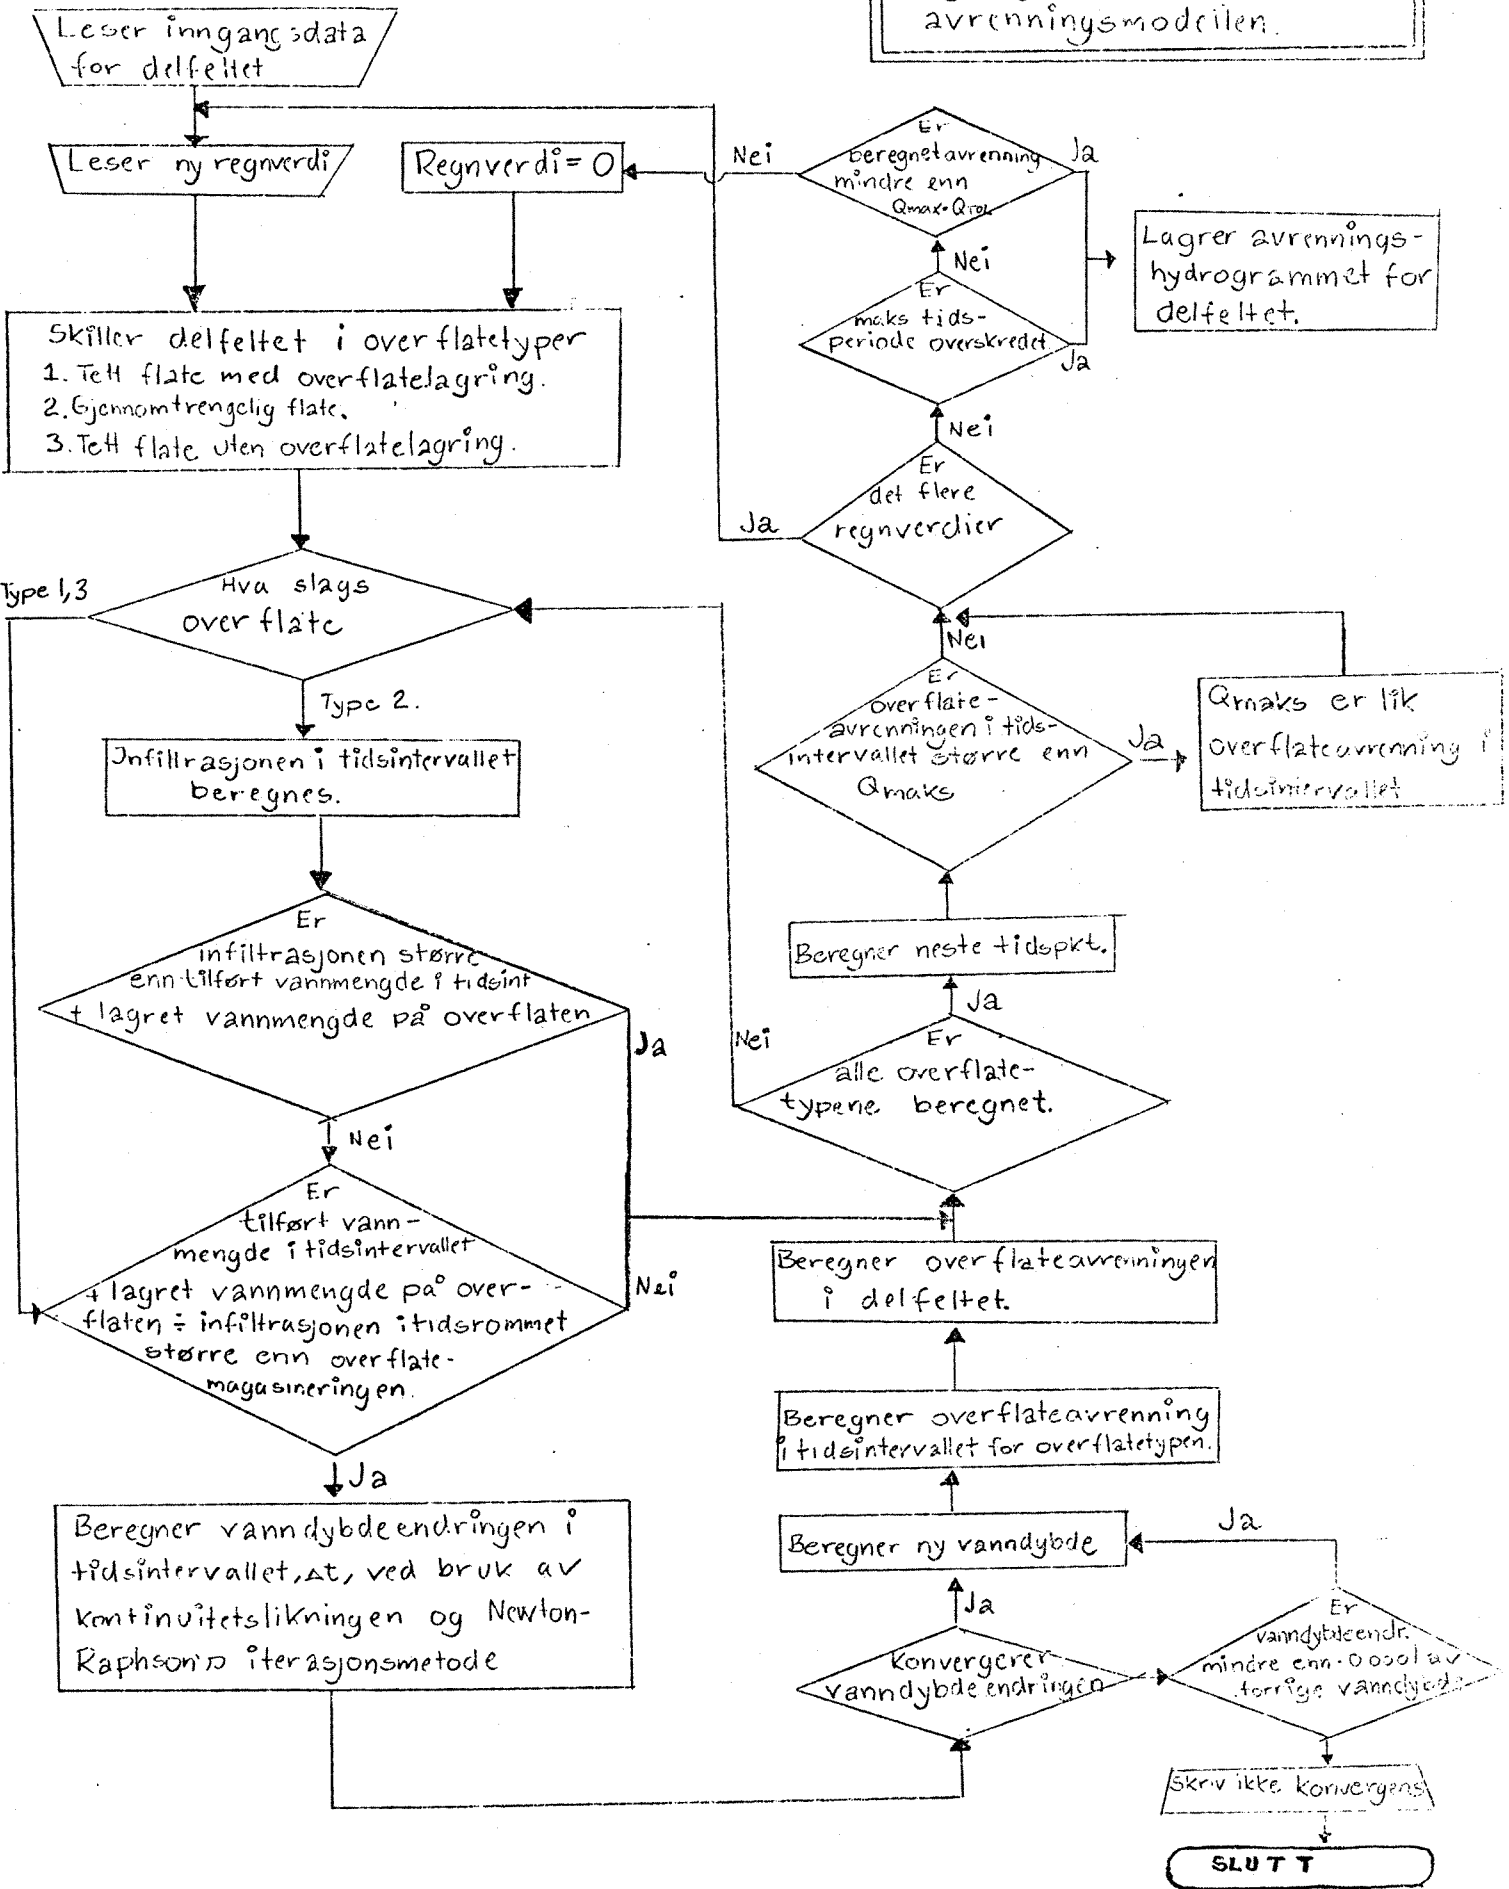 avrenningsmodellen.
Leser inngangsdata
for delfeltet
Leser ny regnverdi
Regnverdi = 0
Nei
Er
beregnet avrenning
mindre enn
Qmax·QTOL
Ja
Lagrer avrennings-
hydrogrammet for
delfeltet.
Nei
Er
maks tids-
periode overskredet
Ja
Skiller delfeltet i overflatetyper
1. Tett flate med overflatelagring.
2. Gjennomtrengelig flate.
3. Tett flate uten overflatelagring.
Nei
Er
det flere
regnverdier
Ja
Type 1,3
Hva slags
overflate
Type 2.
Nei
Er
overflate-
avrenningen i tids-
intervallet større enn
Qmaks
Ja
Qmaks er lik
overflateavrenning i
tidsintervallet
Infiltrasjonen i tidsintervallet
beregnes.
Er
infiltrasjonen større
enn tilført vannmengde i tidsint
+ lagret vannmengde på overflaten
Ja
Nei
Beregner neste tidspkt.
Ja
Nei
Er
alle overflate-
typene beregnet.
Er
tilført vann-
mengde i tidsintervallet
+ lagret vannmengde på over-
flaten ÷ infiltrasjonen i tidsrommet
større enn overflate-
magasineringen.
Nei
Ja
Beregner overflateavrenningen
i delfeltet.
Beregner overflateavrenning
i tidsintervallet for overflatetypen.
Beregner vanndybdeendringen i
tidsintervallet, Δt, ved bruk av
kontinuitetslikningen og Newton-
Raphson's iterasjonsmetode
Beregner ny vanndybde
Ja
Ja
Konvergerer
vanndybdeendringen
Er
vanndybdeendr.
mindre enn 0.0001 av
forrige vanndybde
Skriv ikke konvergens
SLUTT